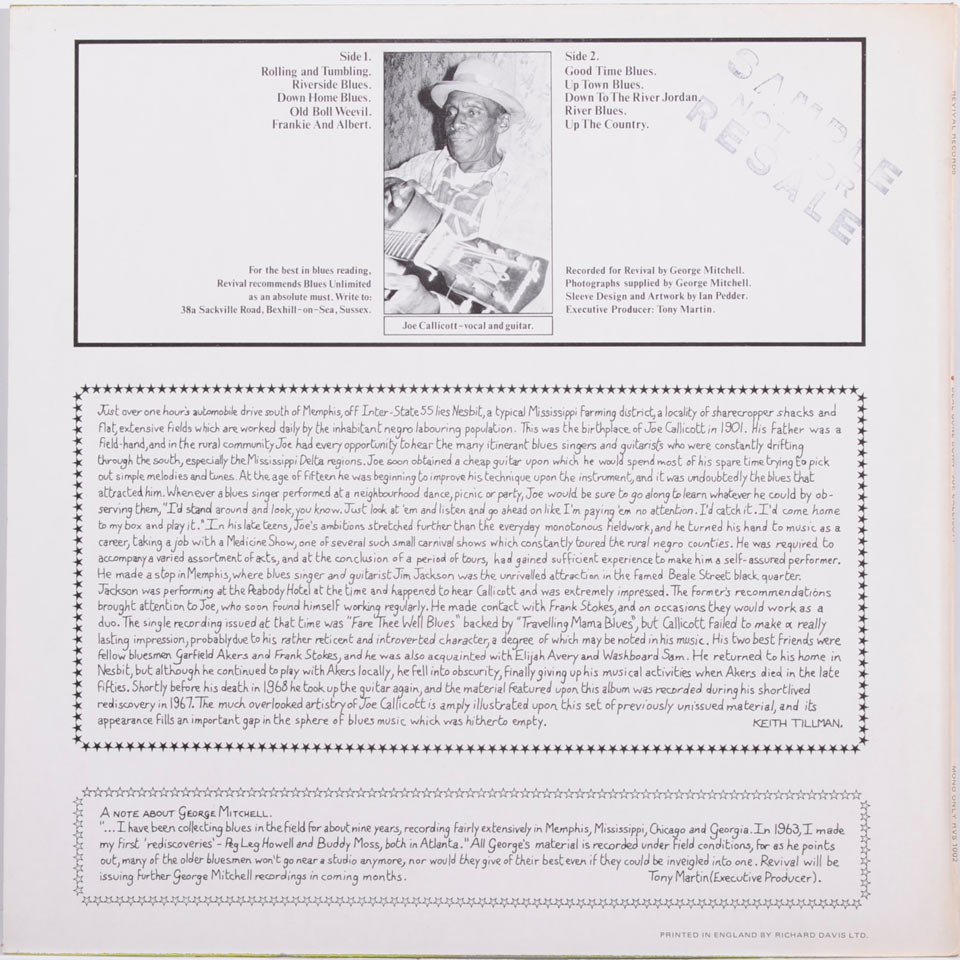 Side 1.
Rolling and Tumbling.
Riverside Blues.
Down Home Blues.
Old Boll Weevil.
Frankie And Albert.
Side 2.
Good Time Blues.
Up Town Blues.
Down To The River Jordan.
River Blues.
Up The Country.
SAMPLE
NOT FOR
RESALE
For the best in blues reading,
Revival recommends Blues Unlimited
as an absolute must. Write to:
38a Sackville Road, Bexhill-on-Sea, Sussex.
Joe Callicott-vocal and guitar.
Recorded for Revival by George Mitchell.
Photographs supplied by George Mitchell.
Sleeve Design and Artwork by Ian Pedder.
Executive Producer: Tony Martin.
Just over one hour's automobile drive south of Memphis, off Inter-State 55 lies Nesbit, a typical Mississippi farming district, a locality of sharecropper shacks and
flat, extensive fields which are worked daily by the inhabitant negro labouring population. This was the birthplace of Joe Callicott in 1901. His father was a
field-hand, and in the rural community Joe had every opportunity to hear the many itinerant blues singers and guitarists who were constantly drifting
through the south, especially the Mississippi Delta regions. Joe soon obtained a cheap guitar upon which he would spend most of his spare time trying to pick
out simple melodies and tunes. At the age of fifteen he was beginning to improve his technique upon the instrument, and it was undoubtedly the blues that
attracted him. Whenever a blues singer performed at a neighbourhood dance, picnic or party, Joe would be sure to go along to learn whatever he could by ob-
serving them, "I'd stand around and look, you know. Just look at 'em and listen and go ahead on like I'm paying 'em no attention. I'd catch it. I'd come home
to my box and play it." In his late teens, Joe's ambitions stretched further than the everyday monotonous fieldwork, and he turned his hand to music as a
career, taking a job with a Medicine Show, one of several such small carnival shows which constantly toured the rural negro counties. He was required to
accompany a varied assortment of acts, and at the conclusion of a period of tours, had gained sufficient experience to make him a self-assured performer.
He made a stop in Memphis, where blues singer and guitarist Jim Jackson was the unrivalled attraction in the famed Beale Street black quarter.
Jackson was performing at the Peabody Hotel at the time and happened to hear Callicott and was extremely impressed. The former's recommendations
brought attention to Joe, who soon found himself working regularly. He made contact with Frank Stokes, and on occasions they would work as a
duo. The single recording issued at that time was "Fare Thee Well Blues" backed by "Travelling Mama Blues", but Callicott failed to make a really
lasting impression, probably due to his rather reticent and introverted character, a degree of which may be noted in his music. His two best friends were
fellow bluesmen Garfield Akers and Frank Stokes, and he was also acquainted with Elijah Avery and Washboard Sam. He returned to his home in
Nesbit, but although he continued to play with Akers locally, he fell into obscurity, finally giving up his musical activities when Akers died in the late
fifties. Shortly before his death in 1968 he took up the guitar again, and the material featured upon this album was recorded during his shortlived
rediscovery in 1967. The much overlooked artistry of Joe Callicott is amply illustrated upon this set of previously unissued material, and its
appearance fills an important gap in the sphere of blues music which was hitherto empty. KEITH TILLMAN.
A NOTE ABOUT GEORGE MITCHELL.
"...I have been collecting blues in the field for about nine years, recording fairly extensively in Memphis, Mississippi, Chicago and Georgia. In 1963, I made
my first 'rediscoveries' - Peg Leg Howell and Buddy Moss, both in Atlanta." All George's material is recorded under field conditions, for as he points
out, many of the older bluesmen won't go near a studio anymore, nor would they give of their best even if they could be inveigled into one. Revival will be
issuing further George Mitchell recordings in coming months. Tony Martin (Executive Producer).
PRINTED IN ENGLAND BY RICHARD DAVIS LTD.
REVIVAL RECORDS
MONO ONLY RVS 1002